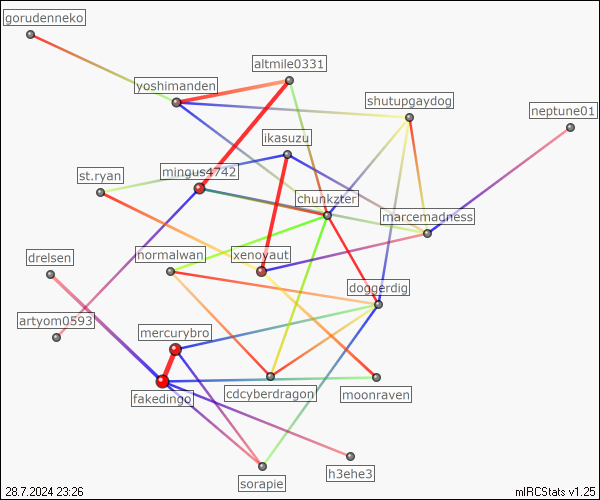 gorudenneko
altmile0331
yoshimanden
shutupgaydog
neptune01
ikasuzu
st.ryan
mingus4742
chunkzter
marcemadness
drelsen
normalwan
xenoyaut
doggerdig
artyom0593
mercurybro
fakedingo
cdcyberdragon
moonraven
sorapie
h3ehe3
28.7.2024 23:26
mIRCStats v1.25